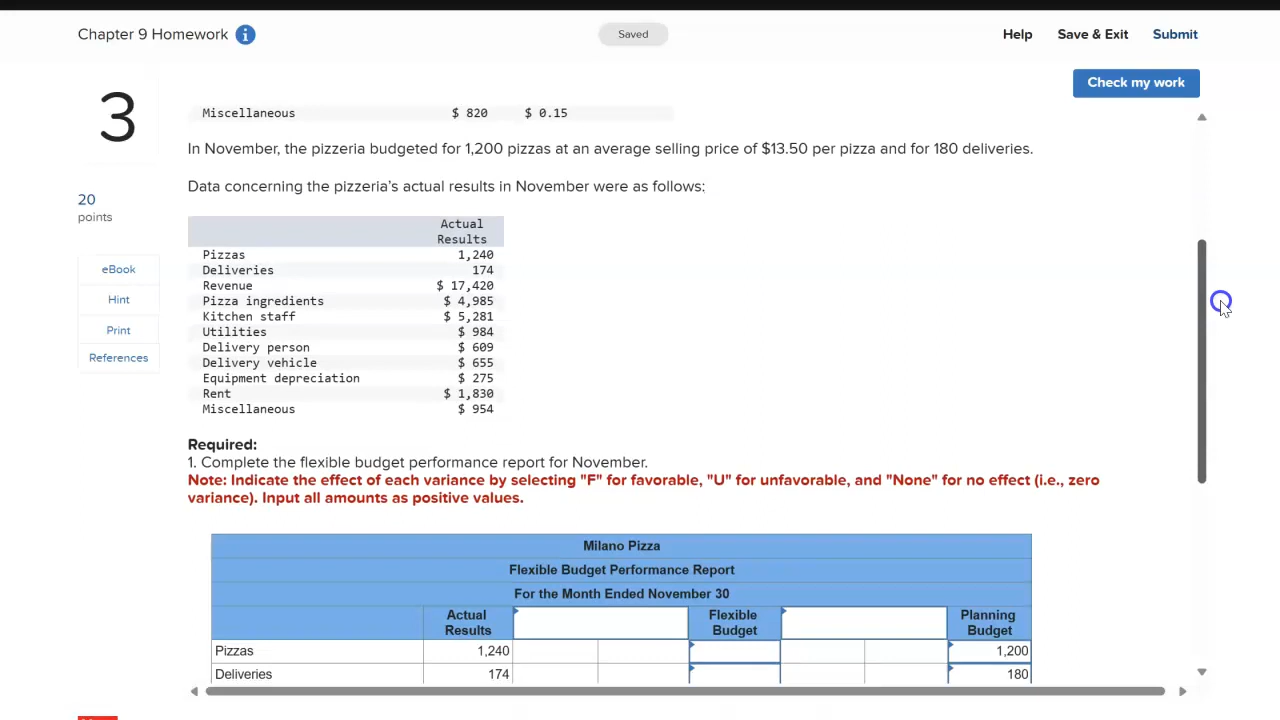 Chapter 9 Homework i
Saved
Help Save & Exit Submit
Check my work
3
20
points
eBook
Hint
Print
References
Miscellaneous $ 820 $ 0.15
In November, the pizzeria budgeted for 1,200 pizzas at an average selling price of $13.50 per pizza and for 180 deliveries.
Data concerning the pizzeria's actual results in November were as follows:
Actual
Results
Pizzas 1,240
Deliveries 174
Revenue $ 17,420
Pizza ingredients $ 4,985
Kitchen staff $ 5,281
Utilities $ 984
Delivery person $ 609
Delivery vehicle $ 655
Equipment depreciation $ 275
Rent $ 1,830
Miscellaneous $ 954
Required:
1. Complete the flexible budget performance report for November.
Note: Indicate the effect of each variance by selecting "F" for favorable, "U" for unfavorable, and "None" for no effect (i.e., zero
variance). Input all amounts as positive values.
Milano Pizza
Flexible Budget Performance Report
For the Month Ended November 30
Actual Flexible Planning
Results Budget Budget
Pizzas 1,240 1,200
Deliveries 174 180